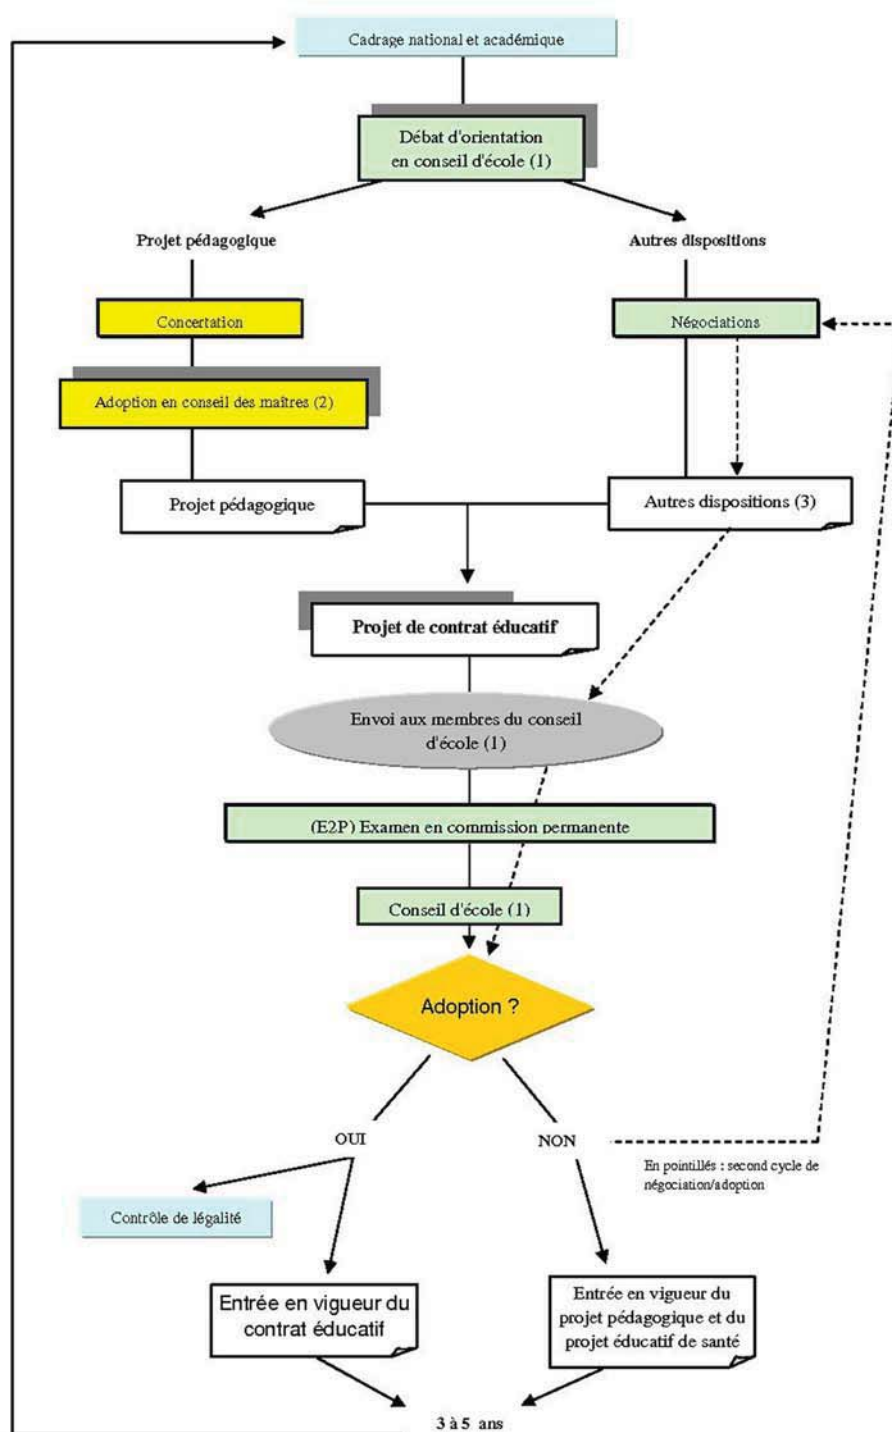 Cadrage national et académique
Débat d'orientation
en conseil d'école (1)
Projet pédagogique
Autres dispositions
Concertation
Négociations
Adoption en conseil des maîtres (2)
Projet pédagogique
Autres dispositions (3)
Projet de contrat éducatif
Envoi aux membres du conseil
d'école (1)
(E2P) Examen en commission permanente
Conseil d'école (1)
Adoption ?
OUI
NON
En pointillés : second cycle de
négociation/adoption
Contrôle de légalité
Entrée en vigueur du
contrat éducatif
Entrée en vigueur du
projet pédagogique et du
projet éducatif de santé
3 à 5 ans